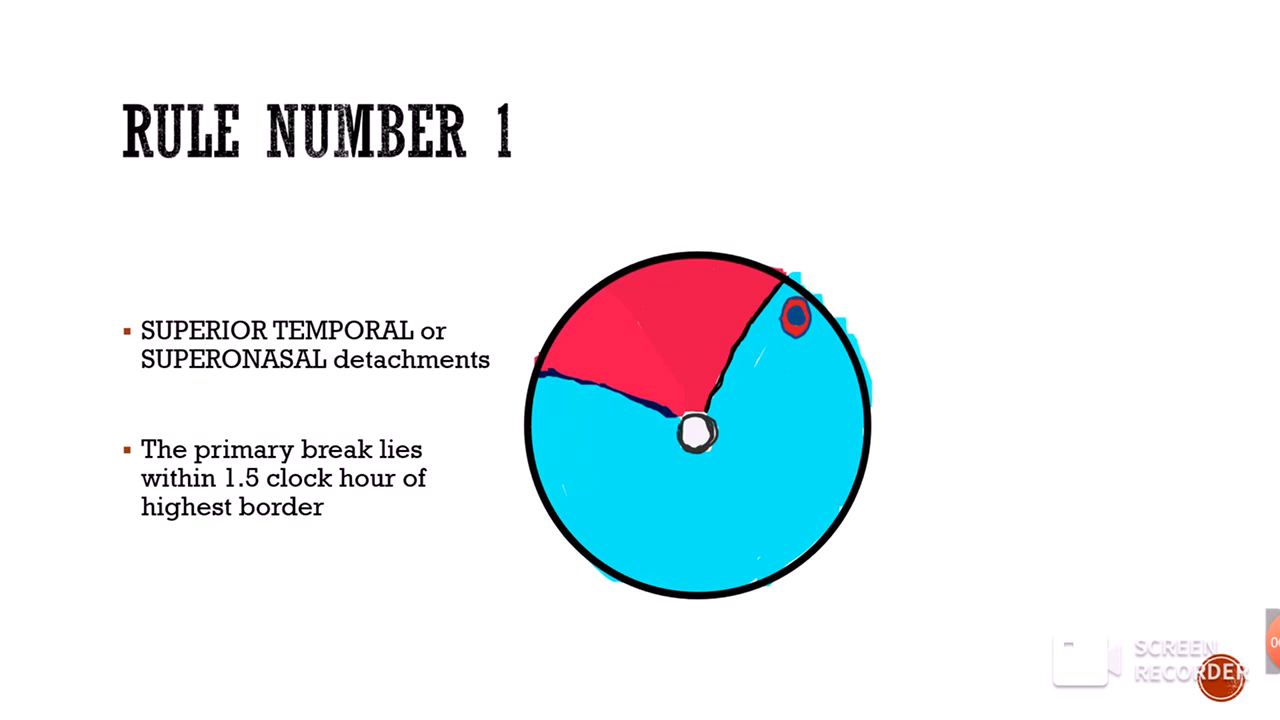 RULE NUMBER 1
▪ SUPERIOR TEMPORAL or
SUPERONASAL detachments
▪ The primary break lies
within 1.5 clock hour of
highest border
SCREEN
RECORDER